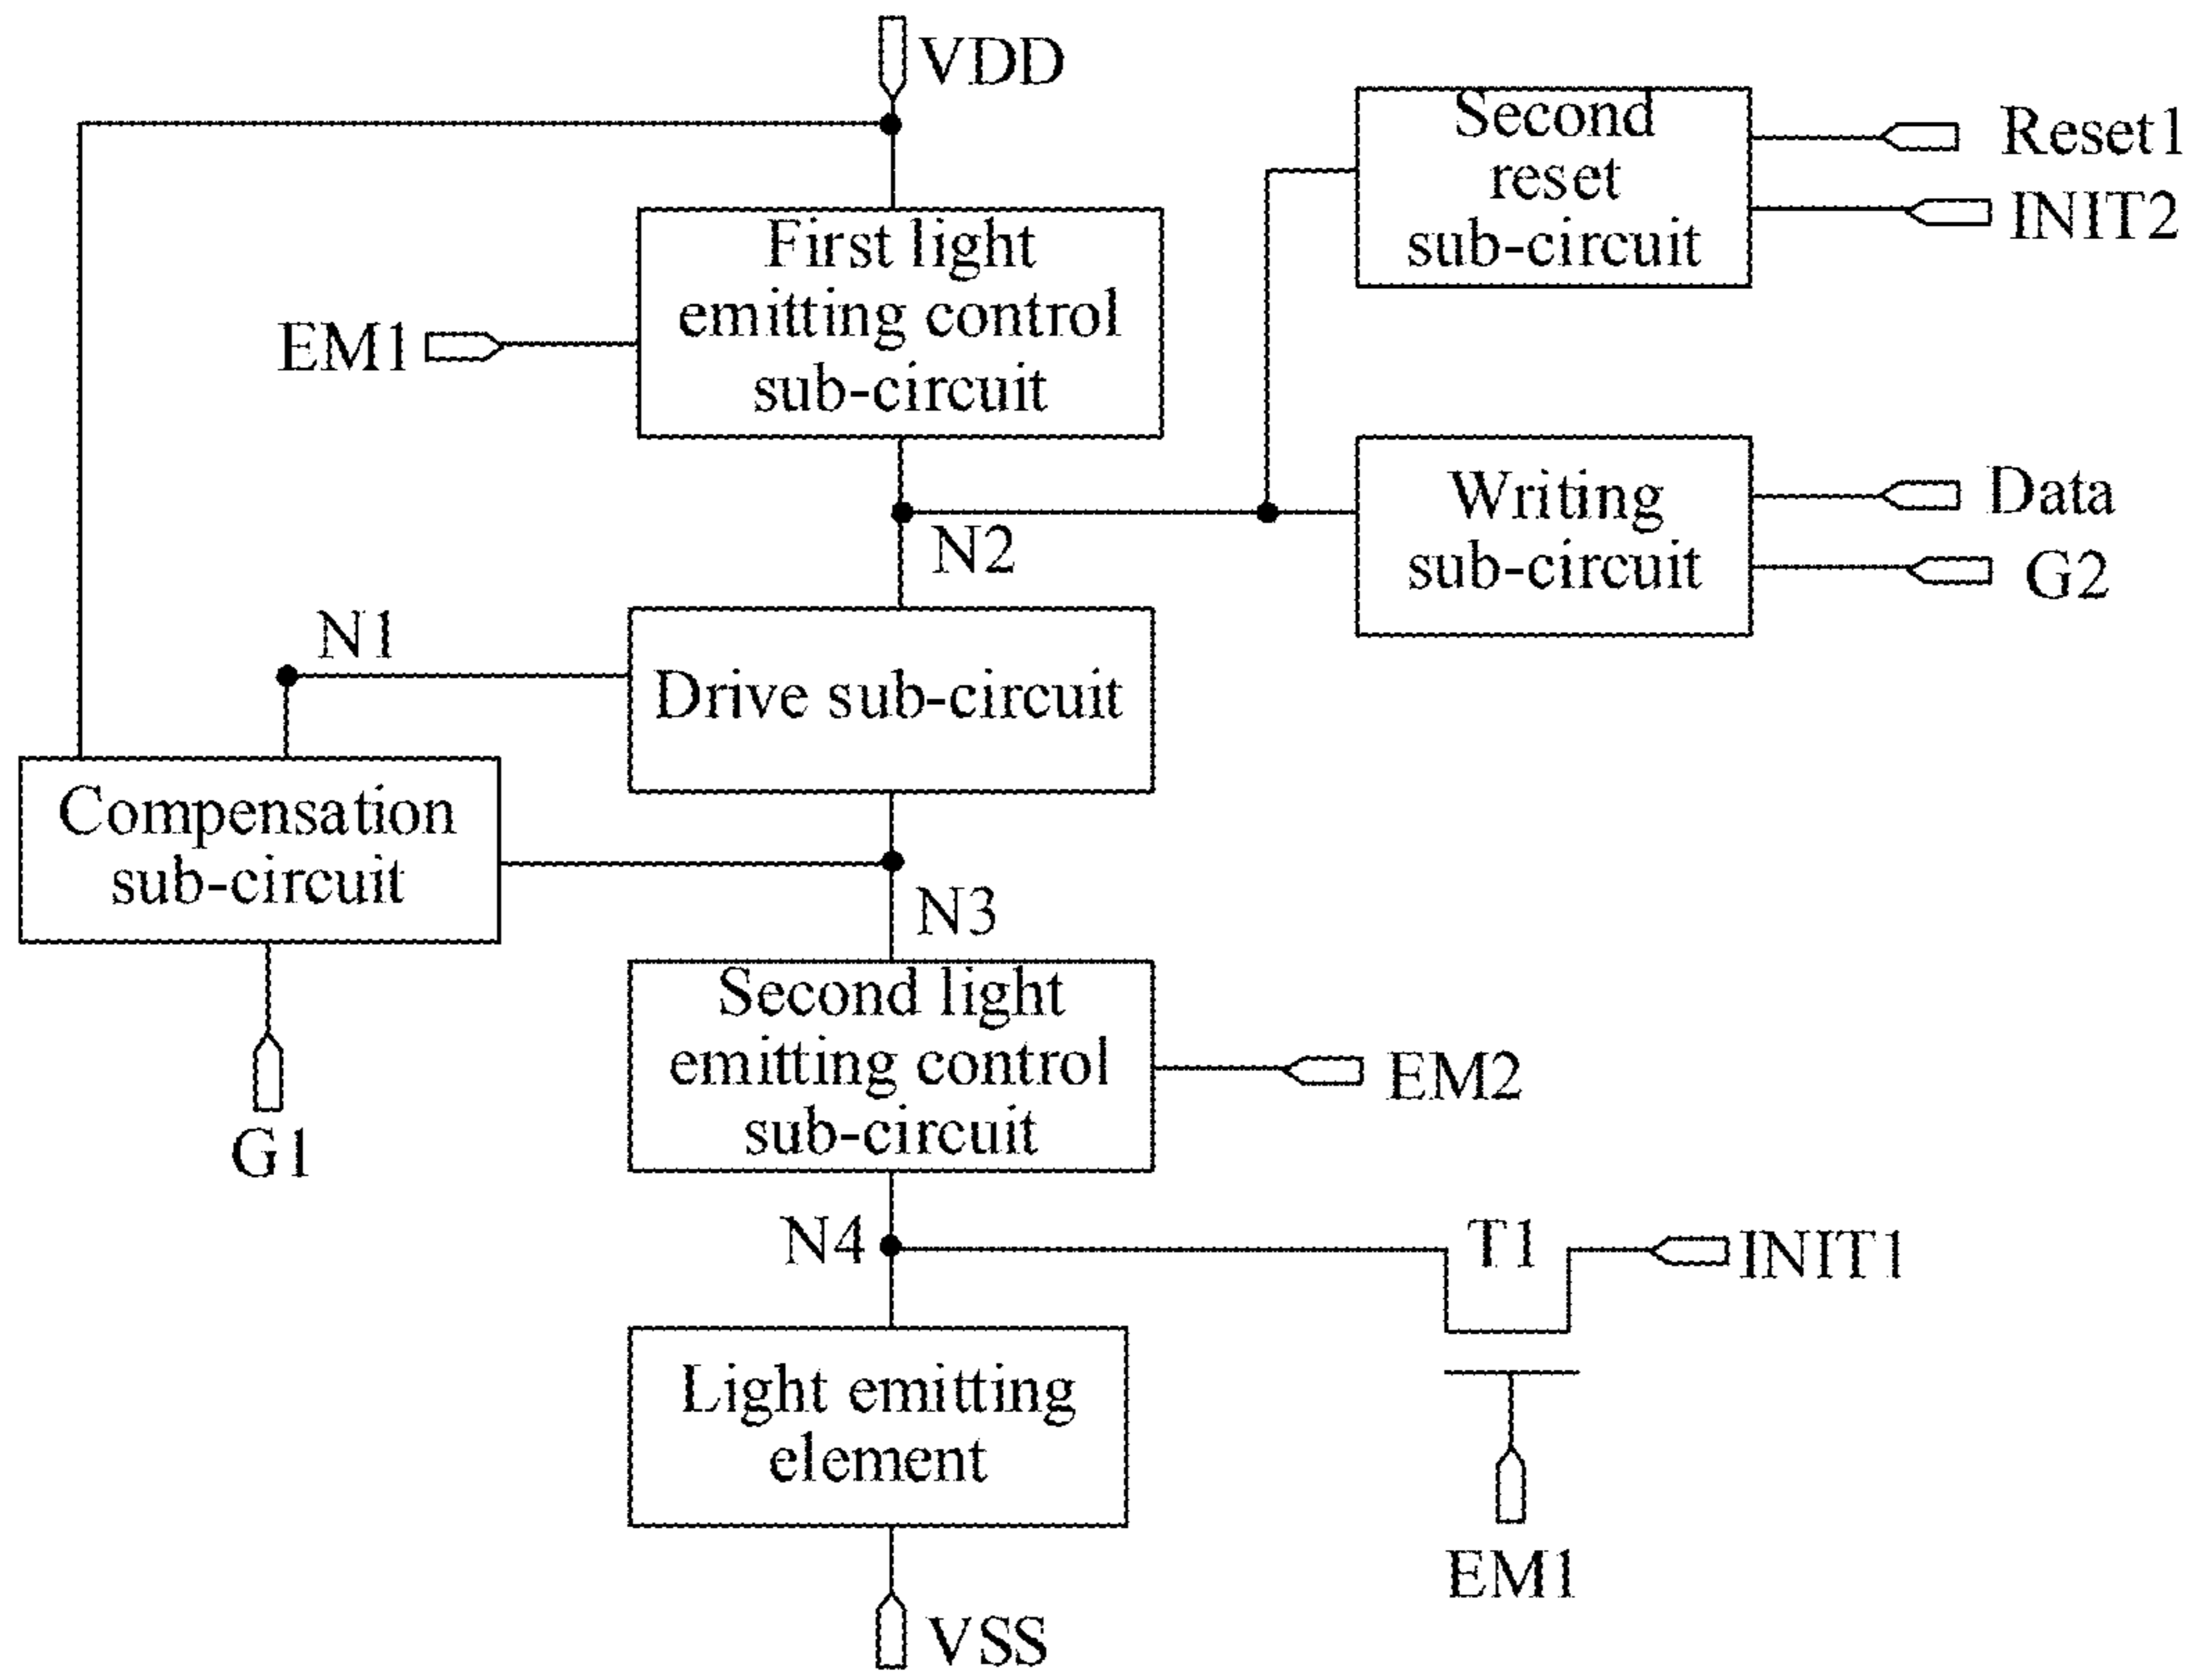 VDD
Second
reset
sub-circuit
Reset1
INIT2
First light
emitting control
sub-circuit
EM1
Writing
sub-circuit
Data
G2
N2
N1
Drive sub-circuit
Compensation
sub-circuit
N3
Second light
emitting control
sub-circuit
EM2
G1
N4
T1
INIT1
Light emitting
element
EM1
VSS